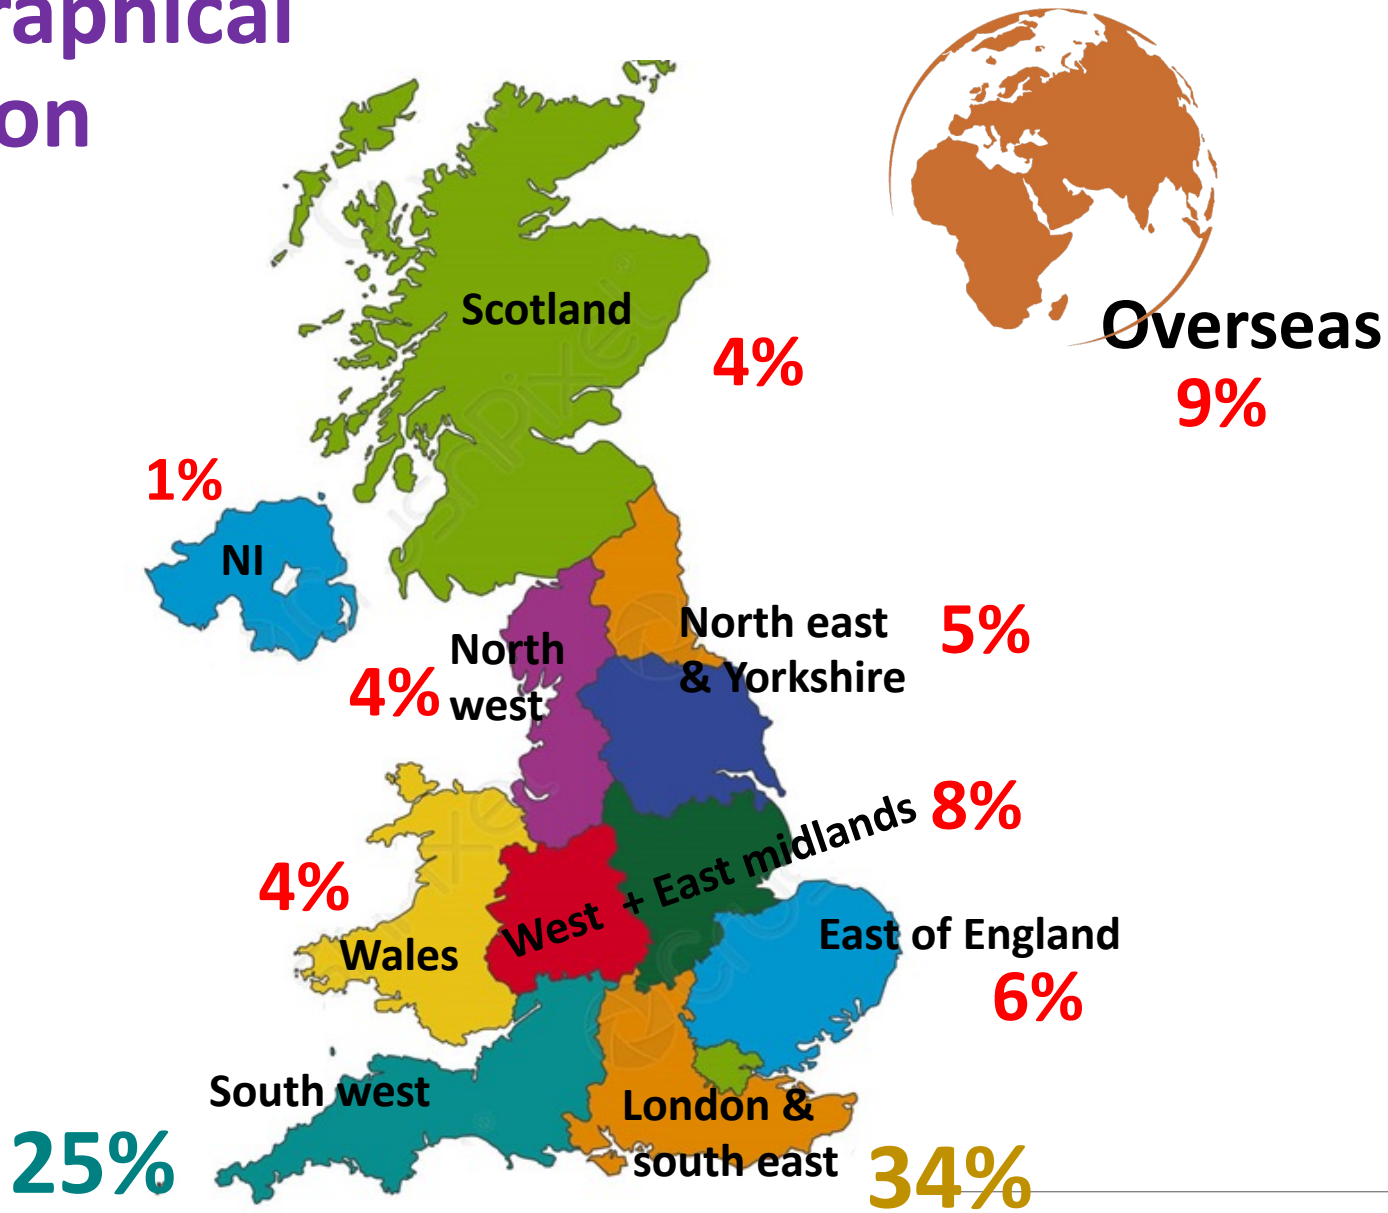 raphical
on
Scotland
4%
Overseas
9%
1%
NI
North east
& Yorkshire
5%
North
west
4%
West + East midlands
8%
4%
Wales
East of England
6%
South west
25%
London &
south east
34%